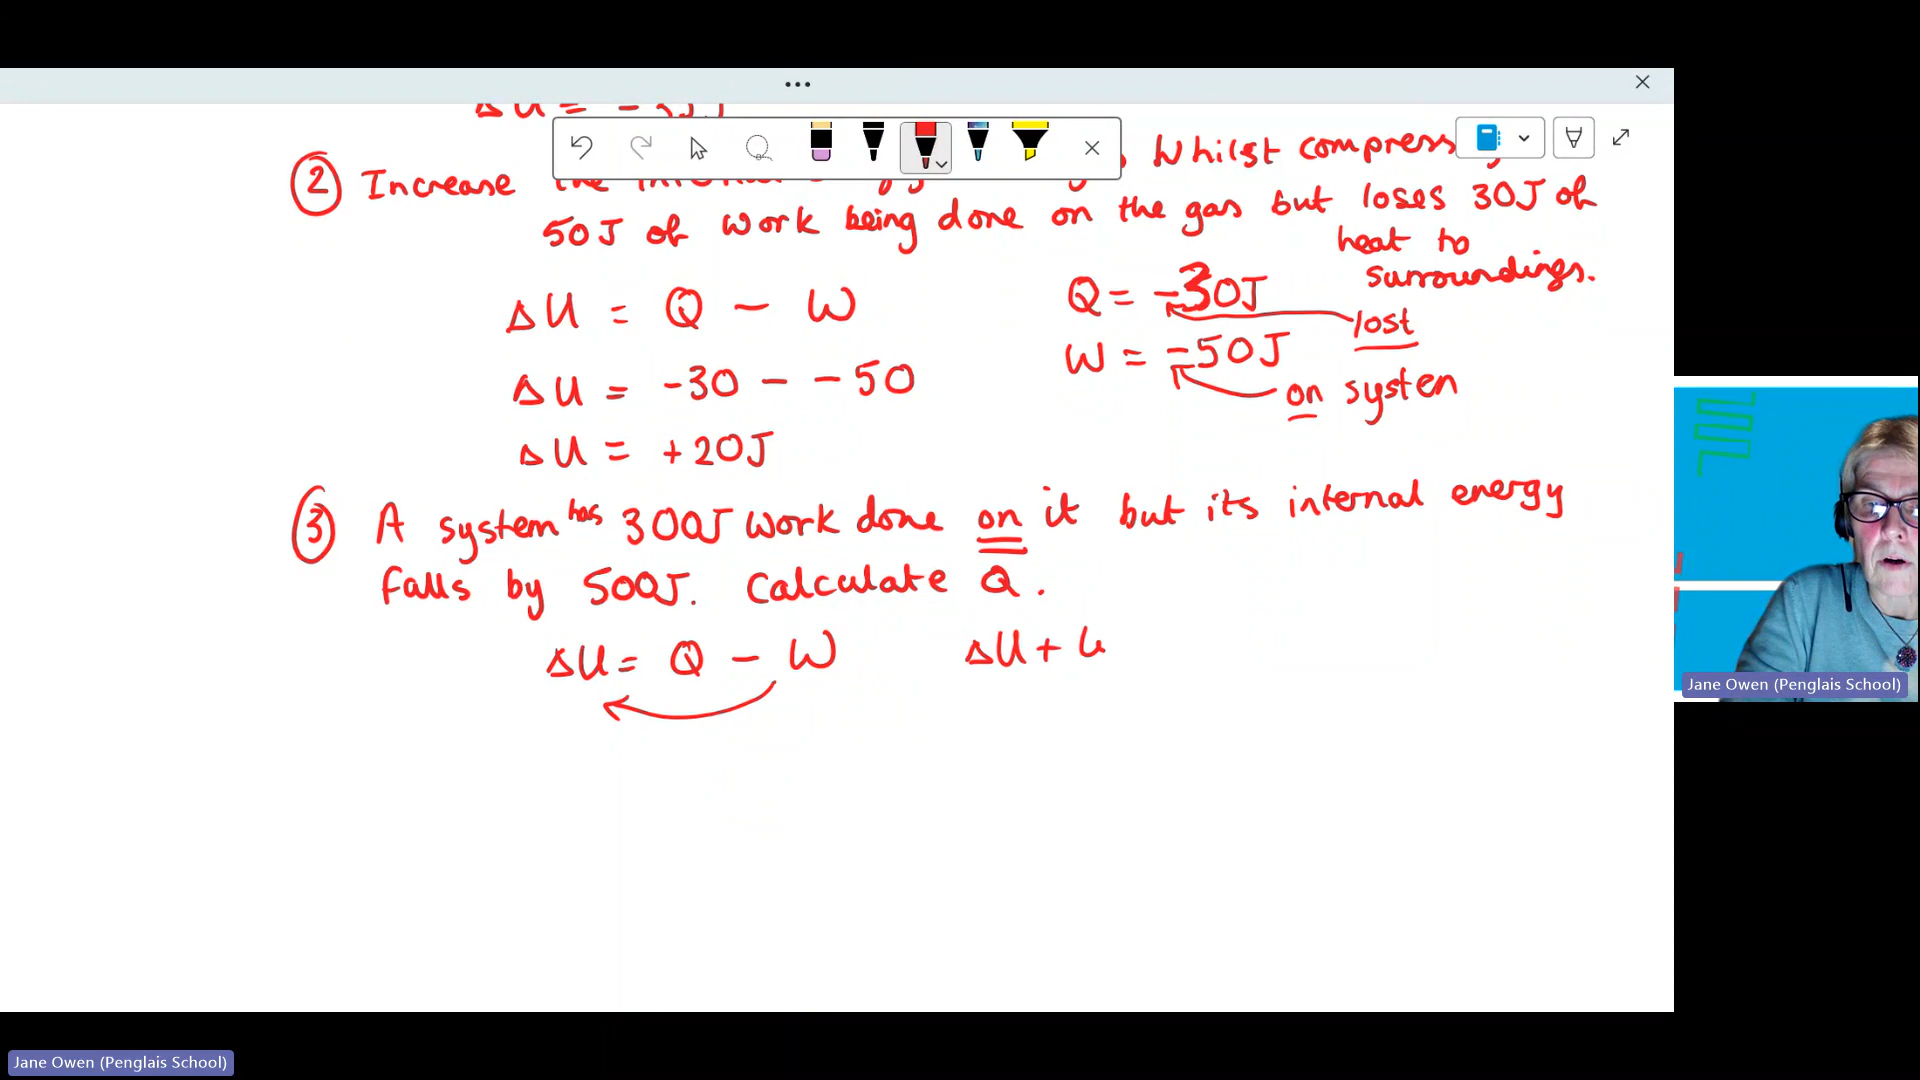 ΔU =
② Increase the whilst compress
50J of work being done on the gas but loses 30J of
heat to
surroundings.
ΔU = Q - W
Q = -30J
lost
W = -50J
on system
ΔU = -30 - - 50
ΔU = +20J
③ A system has 300J work done on it but its internal energy
falls by 500J. Calculate Q.
ΔU = Q - W
ΔU +
Jane Owen (Penglais School)
Jane Owen (Penglais School)